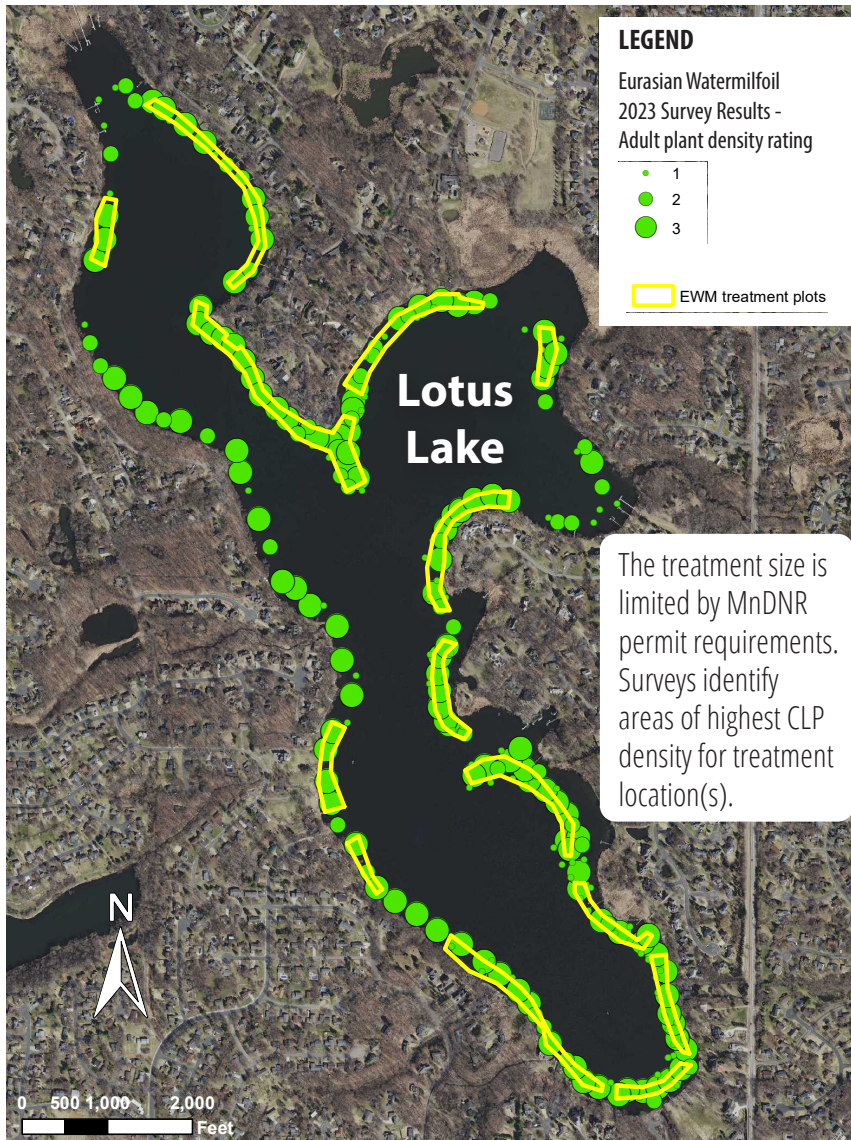 LEGEND
Eurasian Watermilfoil
2023 Survey Results -
Adult plant density rating
1
2
3
EWM treatment plots
Lotus
Lake
The treatment size is
limited by MnDNR
permit requirements.
Surveys identify
areas of highest CLP
density for treatment
location(s).
N
0 500 1,000 2,000
Feet